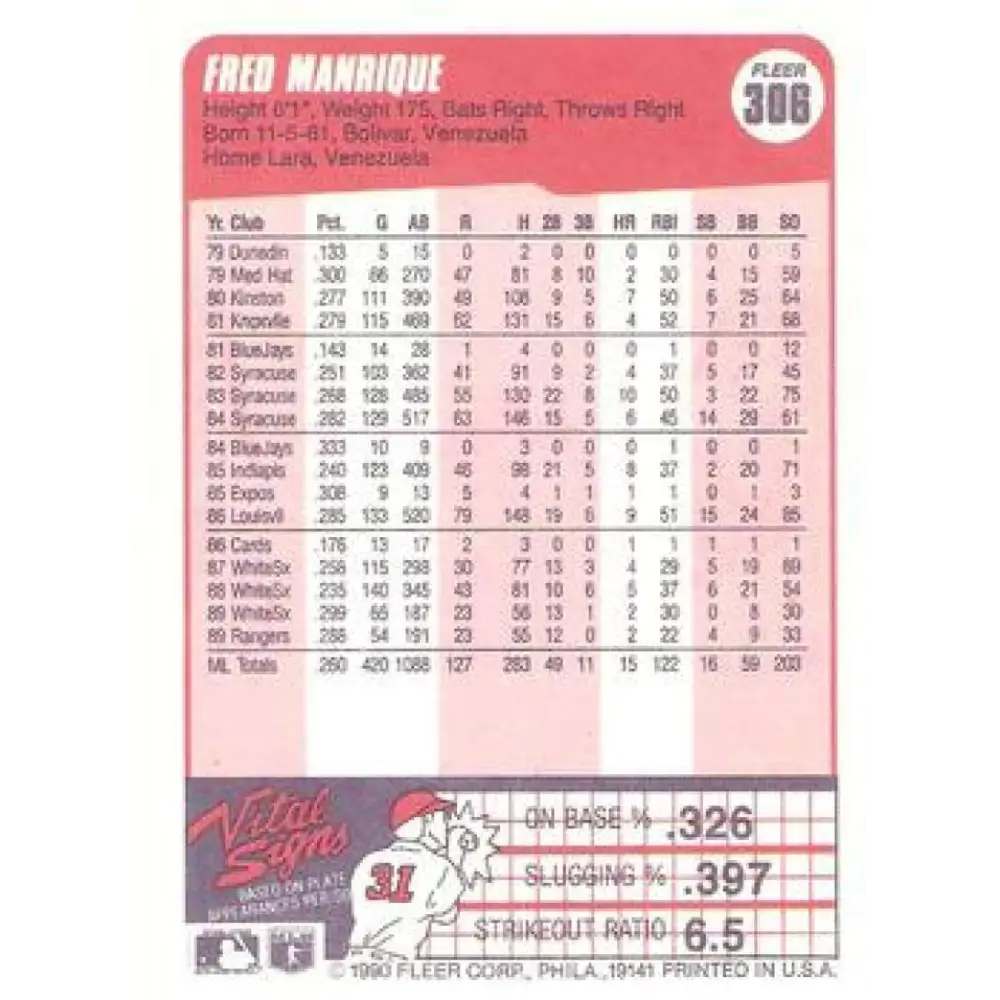 FRED MANRIQUE
FLEER
306
Height 6'1", Weight 175, Bats Right, Throws Right
Born 11-5-61, Bolivar, Venezuela
Home Lara, Venezuela
Yr. Club Pct. G AB R H 2B 3B HR RBI SB BB SO
79 Dunedin .133 5 15 0 2 0 0 0 0 0 0 5
79 Med Hat .300 66 270 47 81 8 10 2 30 4 15 59
80 Kinston .277 111 390 49 108 9 5 7 50 6 25 64
81 Knoxville .279 115 469 62 131 15 6 4 52 7 21 68
81 BlueJays .143 14 28 1 4 0 0 0 1 0 0 12
82 Syracuse .251 103 362 41 91 9 2 4 37 5 17 45
83 Syracuse .268 128 485 55 130 22 8 10 50 3 22 75
84 Syracuse .282 129 517 63 146 15 5 6 45 14 29 61
84 BlueJays .333 10 9 0 3 0 0 0 1 0 0 1
85 Indiapls .240 123 409 46 98 21 5 8 37 2 20 71
85 Expos .308 9 13 5 4 1 1 1 1 0 1 3
86 Louisvil .285 133 520 79 148 19 6 9 51 15 24 85
86 Cards .176 13 17 2 3 0 0 1 1 1 1 1
87 WhiteSx .258 115 298 30 77 13 3 4 29 5 19 69
88 WhiteSx .235 140 345 43 81 10 6 5 37 6 21 54
89 WhiteSx .299 65 187 23 56 13 1 2 30 0 8 30
89 Rangers .288 54 191 23 55 12 0 2 22 4 9 33
ML Totals .260 420 1088 127 283 49 11 15 122 16 59 203
Vital
Signs
BASED ON PLATE
APPEARANCES PER
31
ON BASE % .326
SLUGGING % .397
STRIKEOUT RATIO 6.5
© 1990 FLEER CORP., PHILA., 19141 PRINTED IN U.S.A.